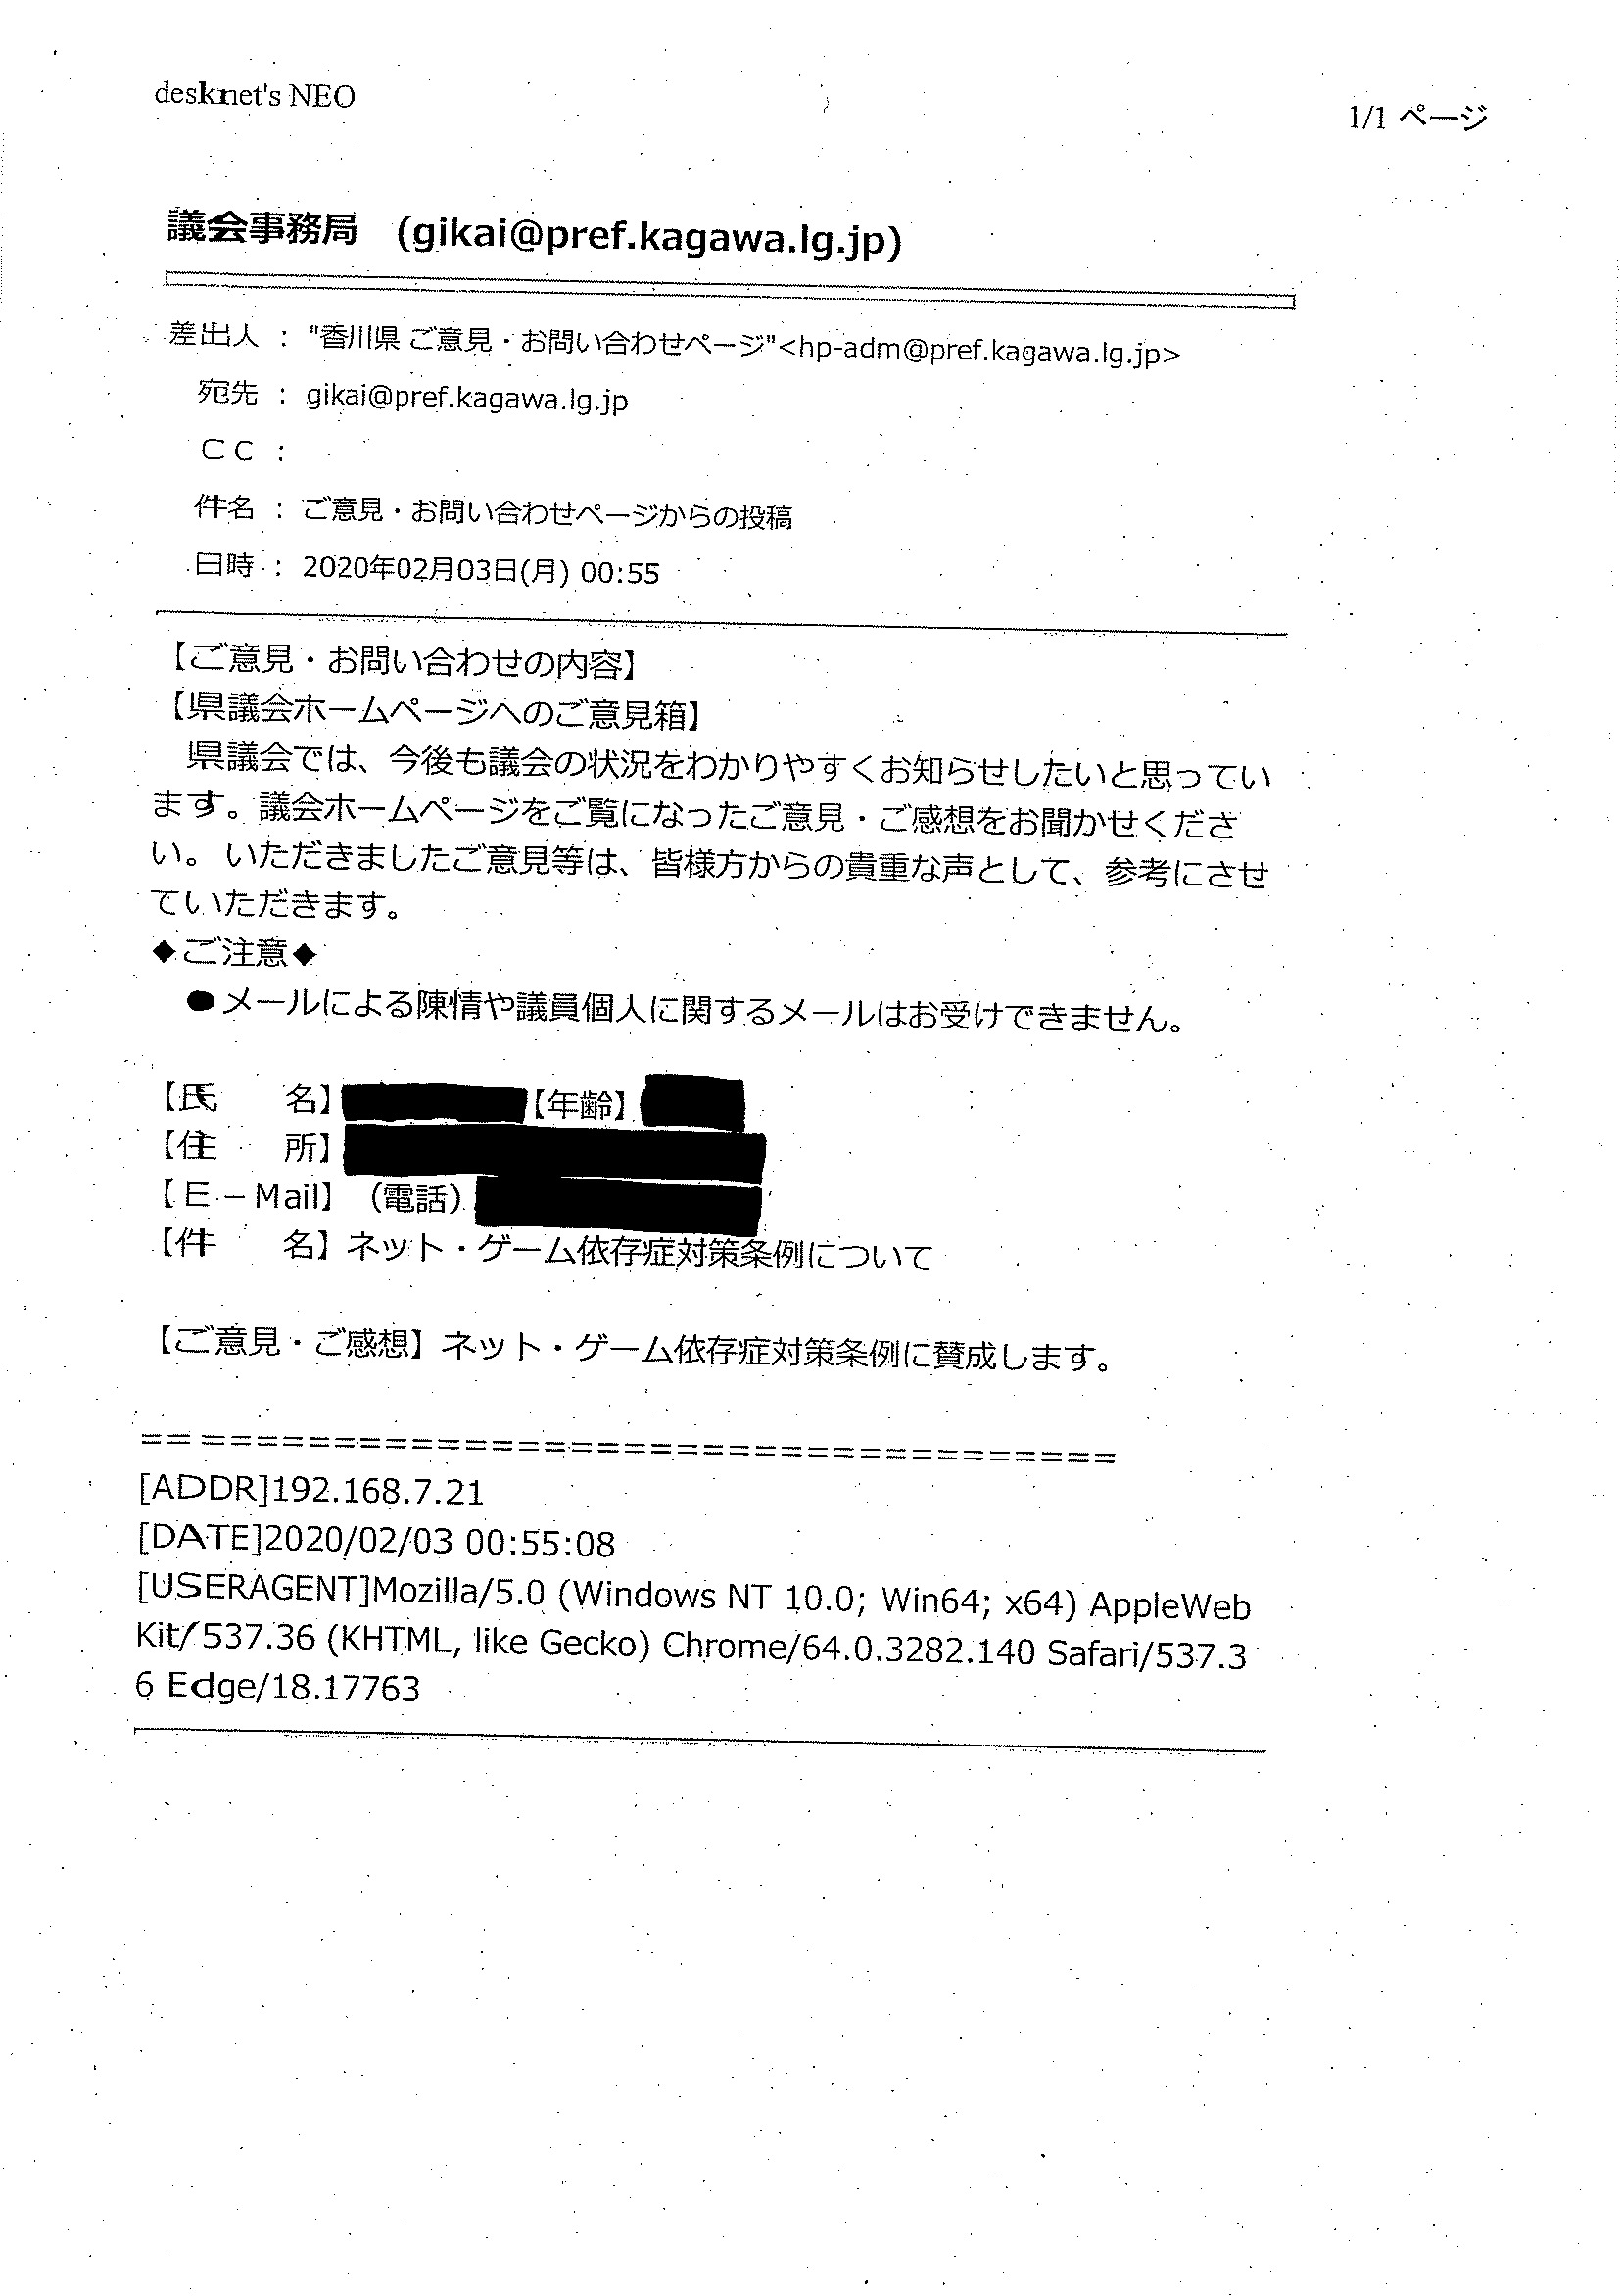 desknet's NEO
1/1 ページ
議会事務局 (gikai@pref.kagawa.lg.jp)
差出人 : "香川県 ご意見・お問い合わせページ"<hp-adm@pref.kagawa.lg.jp>
宛先 : gikai@pref.kagawa.lg.jp
ＣＣ :
件名 : ご意見・お問い合わせページからの投稿
日時 : 2020年02月03日(月) 00:55
【ご意見・お問い合わせの内容】
【県議会ホームページへのご意見箱】
　県議会では、今後も議会の状況をわかりやすくお知らせしたいと思ってい
ます。議会ホームページをご覧になったご意見・ご感想をお聞かせくださ
い。いただきましたご意見等は、皆様方からの貴重な声として、参考にさせ
ていただきます。
◆ご注意◆
　●メールによる陳情や議員個人に関するメールはお受けできません。
【氏　　名】【年齢】
【住　　所】
【Ｅ－Mail】（電話）
【件　　名】ネット・ゲーム依存症対策条例について
【ご意見・ご感想】ネット・ゲーム依存症対策条例に賛成します。
=====================================
[ADDR]192.168.7.21
[DATE]2020/02/03 00:55:08
[USERAGENT]Mozilla/5.0 (Windows NT 10.0; Win64; x64) AppleWeb
Kit/537.36 (KHTML, like Gecko) Chrome/64.0.3282.140 Safari/537.3
6 Edge/18.17763